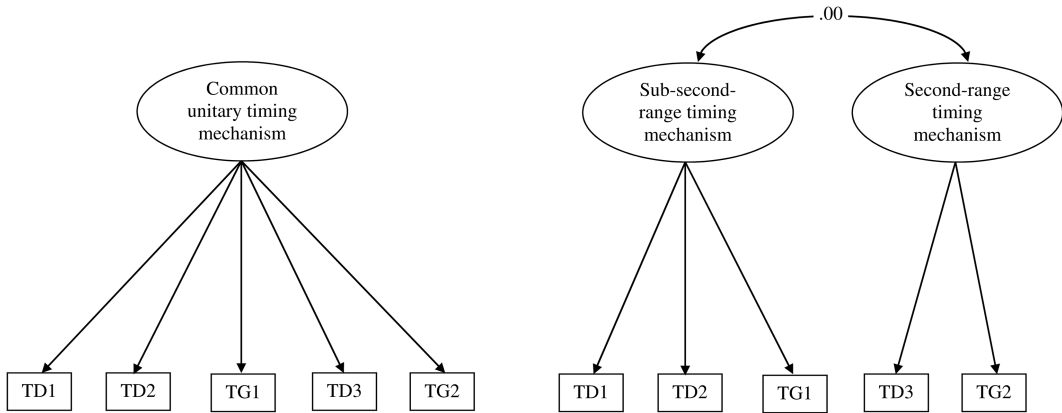 .00
Common
unitary timing
mechanism
Sub-second-
range timing
mechanism
Second-range
timing
mechanism
TD1
TD2
TG1
TD3
TG2
TD1
TD2
TG1
TD3
TG2